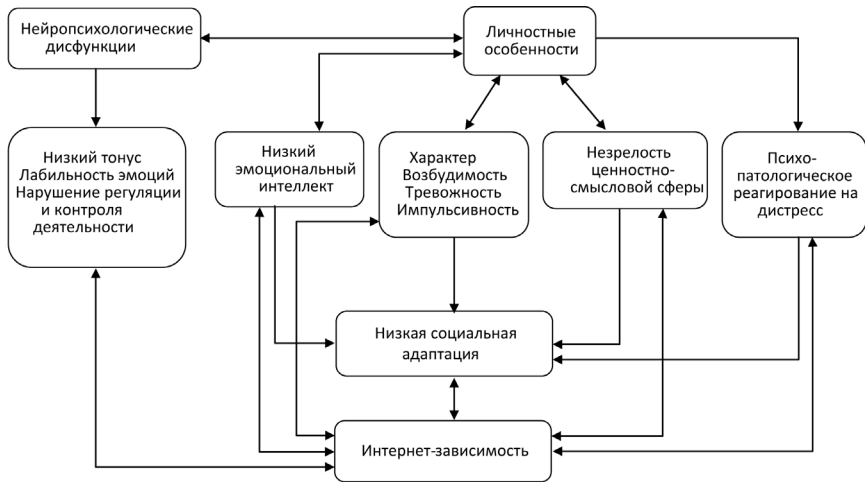 Нейропсихологические
дисфункции
Личностные
особенности
Низкий тонус
Лабильность эмоций
Нарушение регуляции
и контроля
деятельности
Низкий
эмоциональный
интеллект
Характер
Возбудимость
Тревожность
Импульсивность
Незрелость
ценностно-
смысловой сферы
Психо-
патологическое
реагирование на
дистресс
Низкая социальная
адаптация
Интернет-зависимость